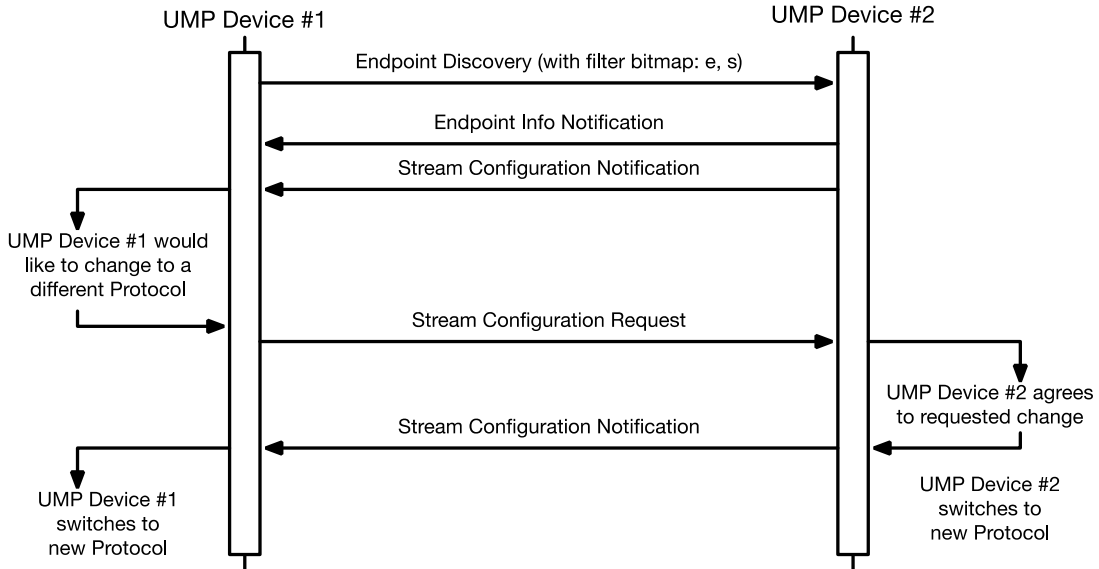 UMP Device #1
UMP Device #2
Endpoint Discovery (with filter bitmap: e, s)
Endpoint Info Notification
Stream Configuration Notification
UMP Device #1 would
like to change to a
different Protocol
Stream Configuration Request
UMP Device #2 agrees
to requested change
Stream Configuration Notification
UMP Device #1
switches to
new Protocol
UMP Device #2
switches to
new Protocol